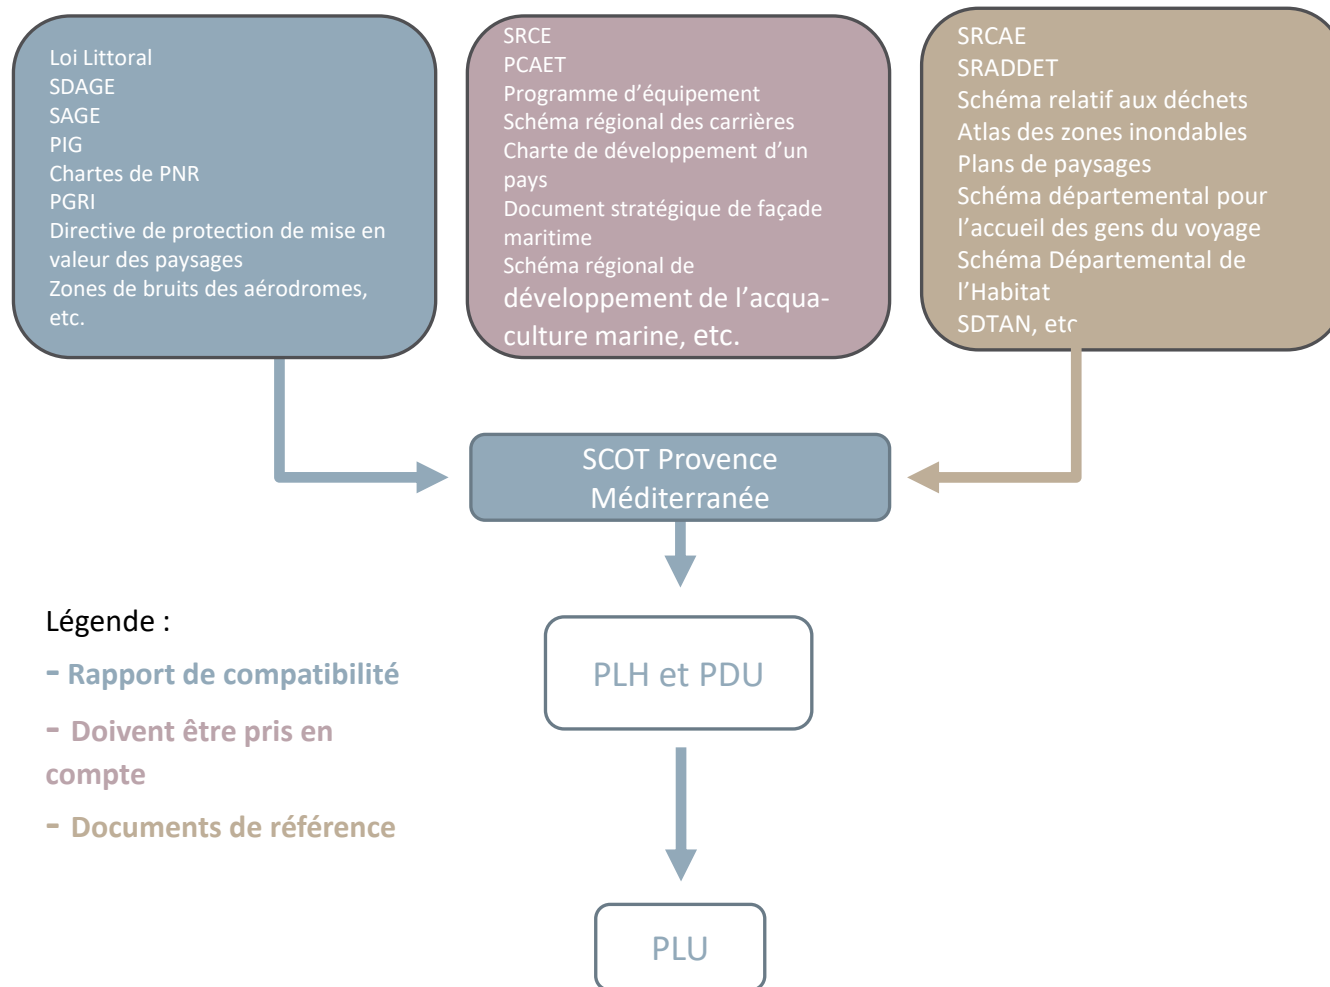 Loi Littoral
SDAGE
SAGE
PIG
Chartes de PNR
PGRI
Directive de protection de mise en
valeur des paysages
Zones de bruits des aérodromes,
etc.
SRCE
PCAET
Programme d’équipement
Schéma régional des carrières
Charte de développement d’un
pays
Document stratégique de façade
maritime
Schéma régional de
développement de l’acqua-
culture marine, etc.
SRCAE
SRADDET
Schéma relatif aux déchets
Atlas des zones inondables
Plans de paysages
Schéma départemental pour
l’accueil des gens du voyage
Schéma Départemental de
l’Habitat
SDTAN, etc
SCOT Provence
Méditerranée
PLH et PDU
PLU
Légende :
- Rapport de compatibilité
- Doivent être pris en
compte
- Documents de référence